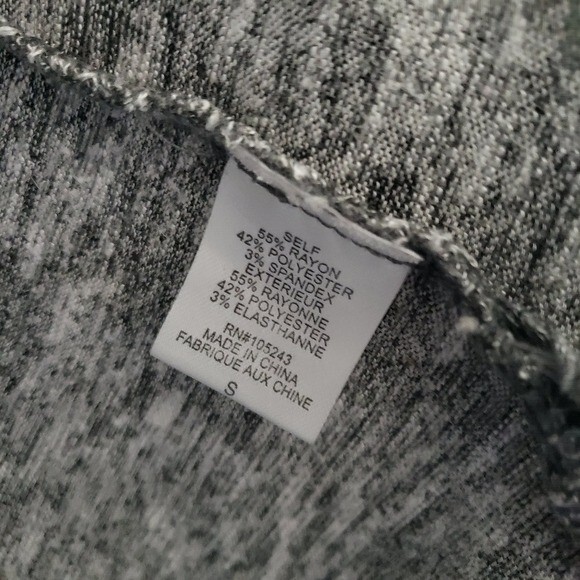 SELF
55% RAYON
42% POLYESTER
3% SPANDEX
EXTERIEUR
55% RAYONNE
42% POLYESTER
3% ELASTHANNE
RN#105243
MADE IN CHINA
FABRIQUE AUX CHINE
S